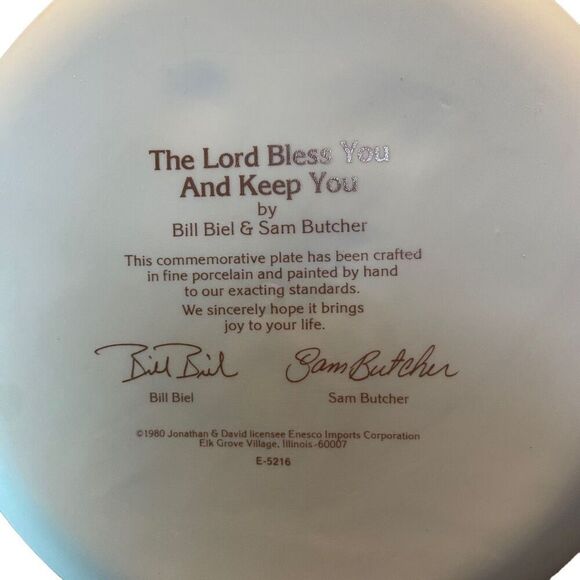 The Lord Bless You
And Keep You
by
Bill Biel & Sam Butcher
This commemorative plate has been crafted
in fine porcelain and painted by hand
to our exacting standards.
We sincerely hope it brings
joy to your life.
Bill Biel Sam Butcher
Bill Biel Sam Butcher
©1980 Jonathan & David licensee Enesco Imports Corporation
Elk Grove Village, Illinois-60007
E-5216